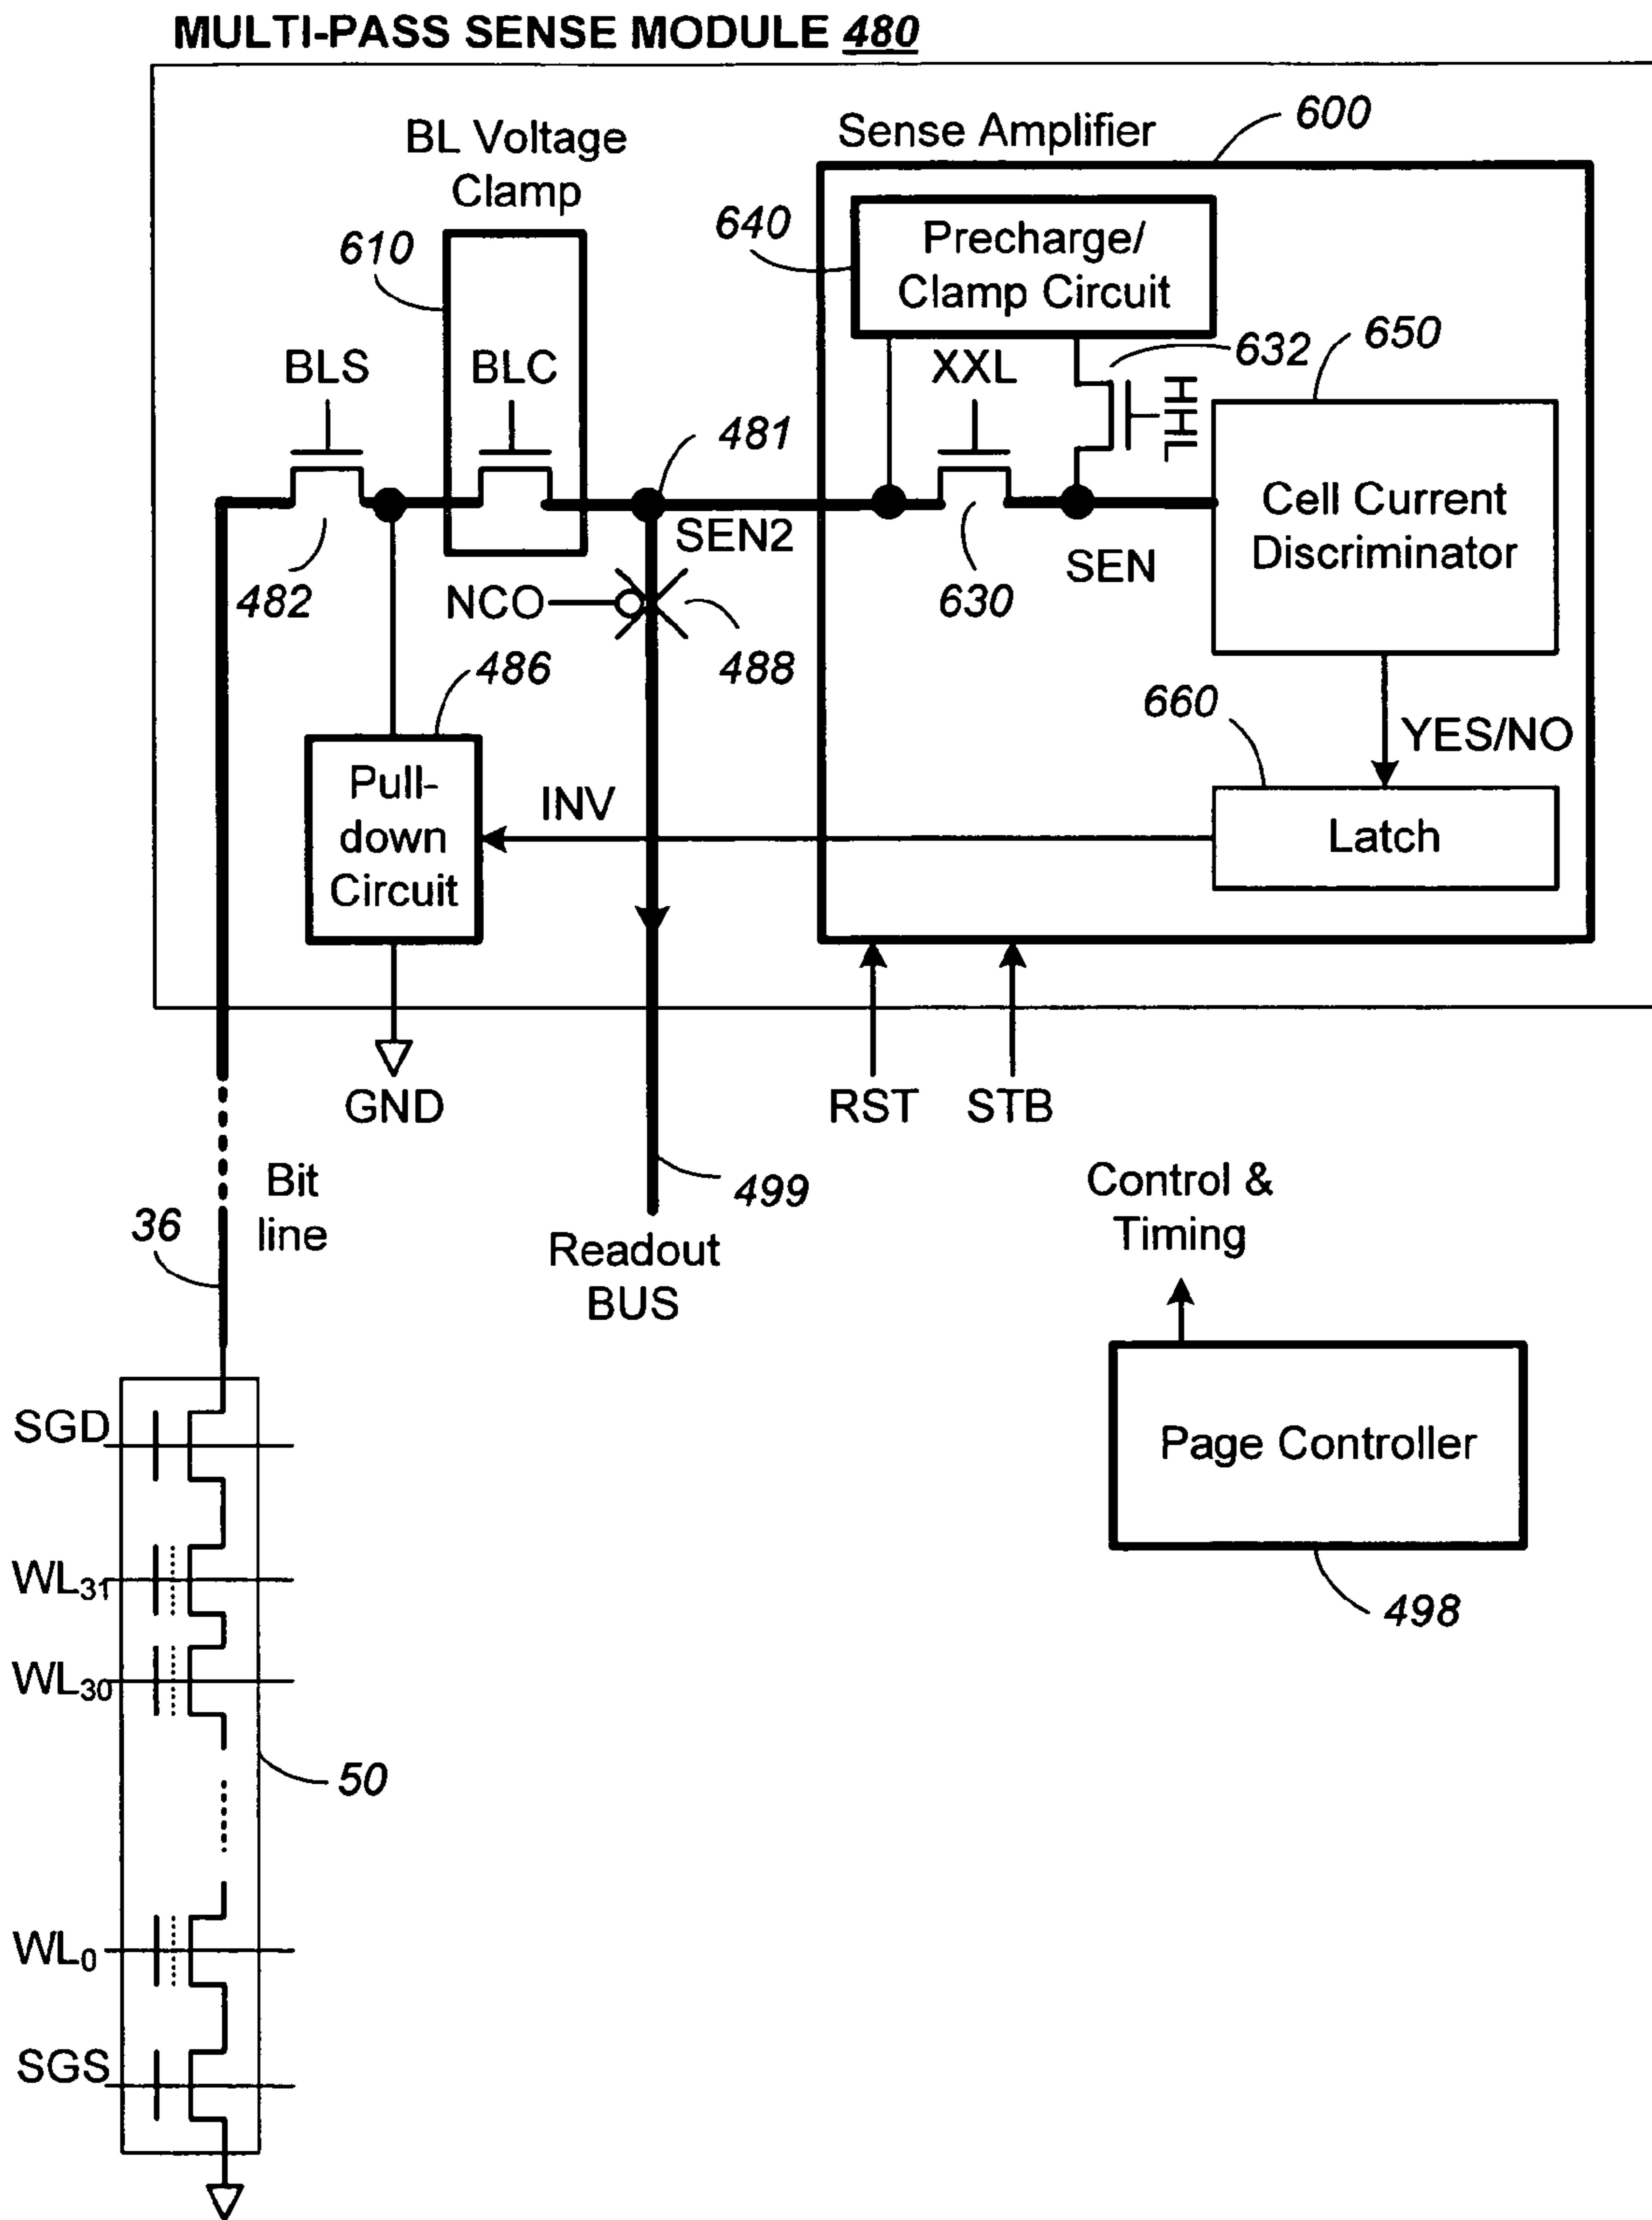 MULTI-PASS SENSE MODULE 480
BL Voltage
Clamp
Sense Amplifier
600
610
640
Precharge/
Clamp Circuit
632
650
BLS
BLC
XXL
HHL
481
482
SEN2
630
SEN
Cell Current
Discriminator
NCO
488
486
660
YES/NO
Pull-
down
Circuit
INV
Latch
GND
RST
STB
36
Bit
line
499
Readout
BUS
Control &
Timing
Page Controller
498
SGD
WL31
WL30
50
WL0
SGS